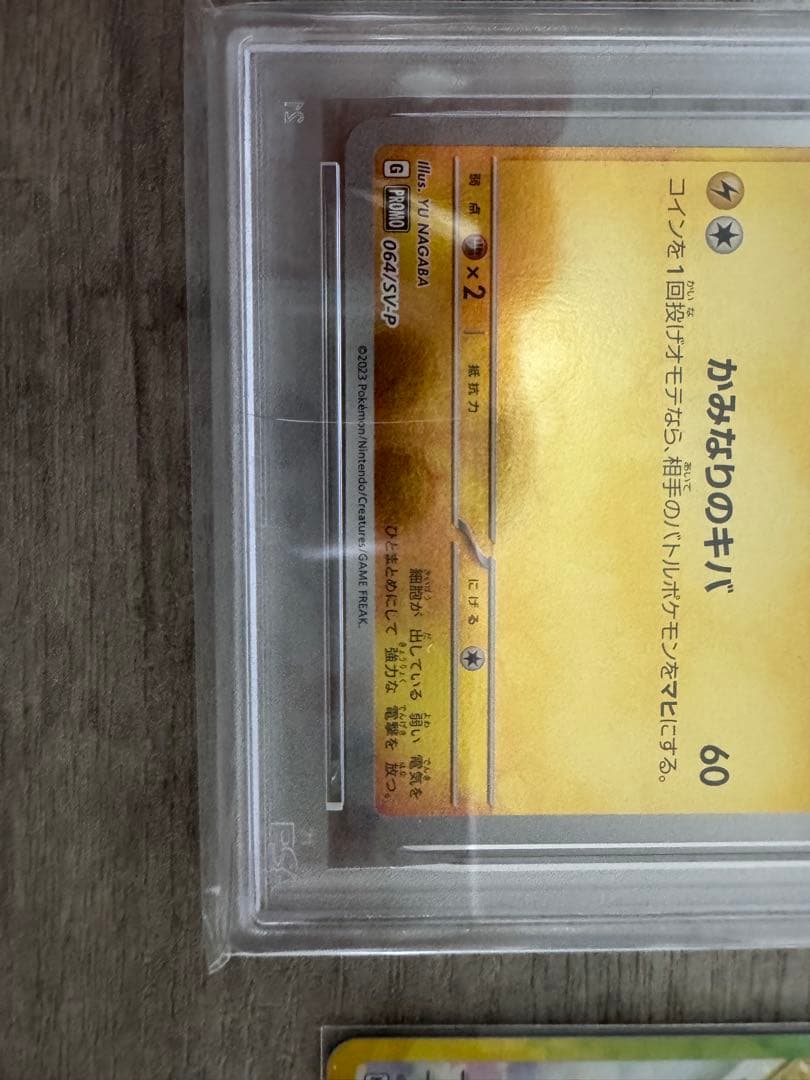 かみなりのキバ 60
コインを1回投げオモテなら、相手のバトルポケモンをマヒにする。
弱点 ×2 抵抗力 にげる
Illus. YU NAGABA
G PROMO 064/SV-P
細胞が 出している 弱い 電気を
ひとまとめにして 強力な 電撃を 放つ。
©2023 Pokémon/Nintendo/Creatures/GAME FREAK.
PSA